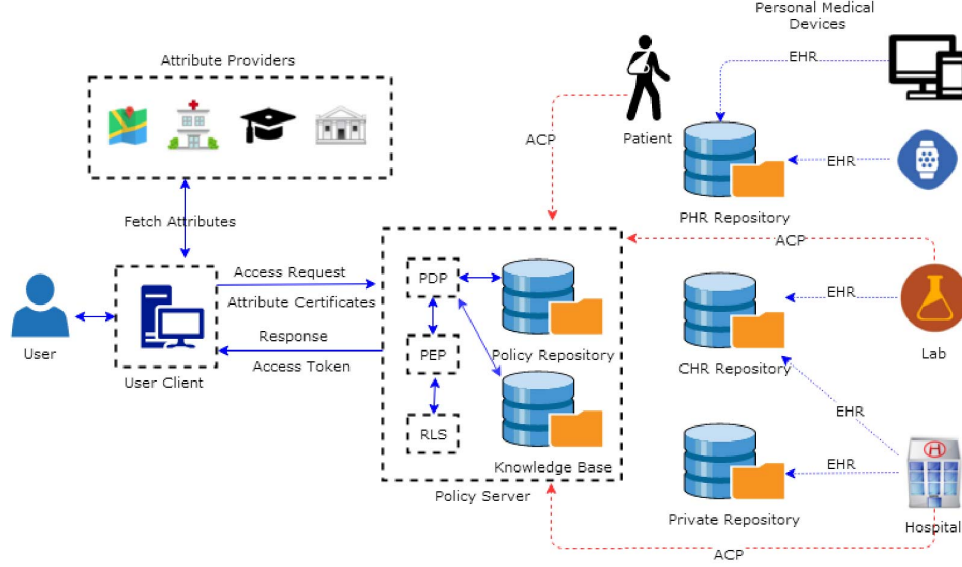 Personal Medical
Devices
Attribute Providers
EHR
ACP
Patient
EHR
PHR Repository
Fetch Attributes
ACP
Access Request
PDP
Attribute Certificates
EHR
Response
User
PEP
Policy Repository
Lab
Access Token
CHR Repository
User Client
EHR
RLS
H
Knowledge Base
EHR
Policy Server
Private Repository
Hospital
ACP